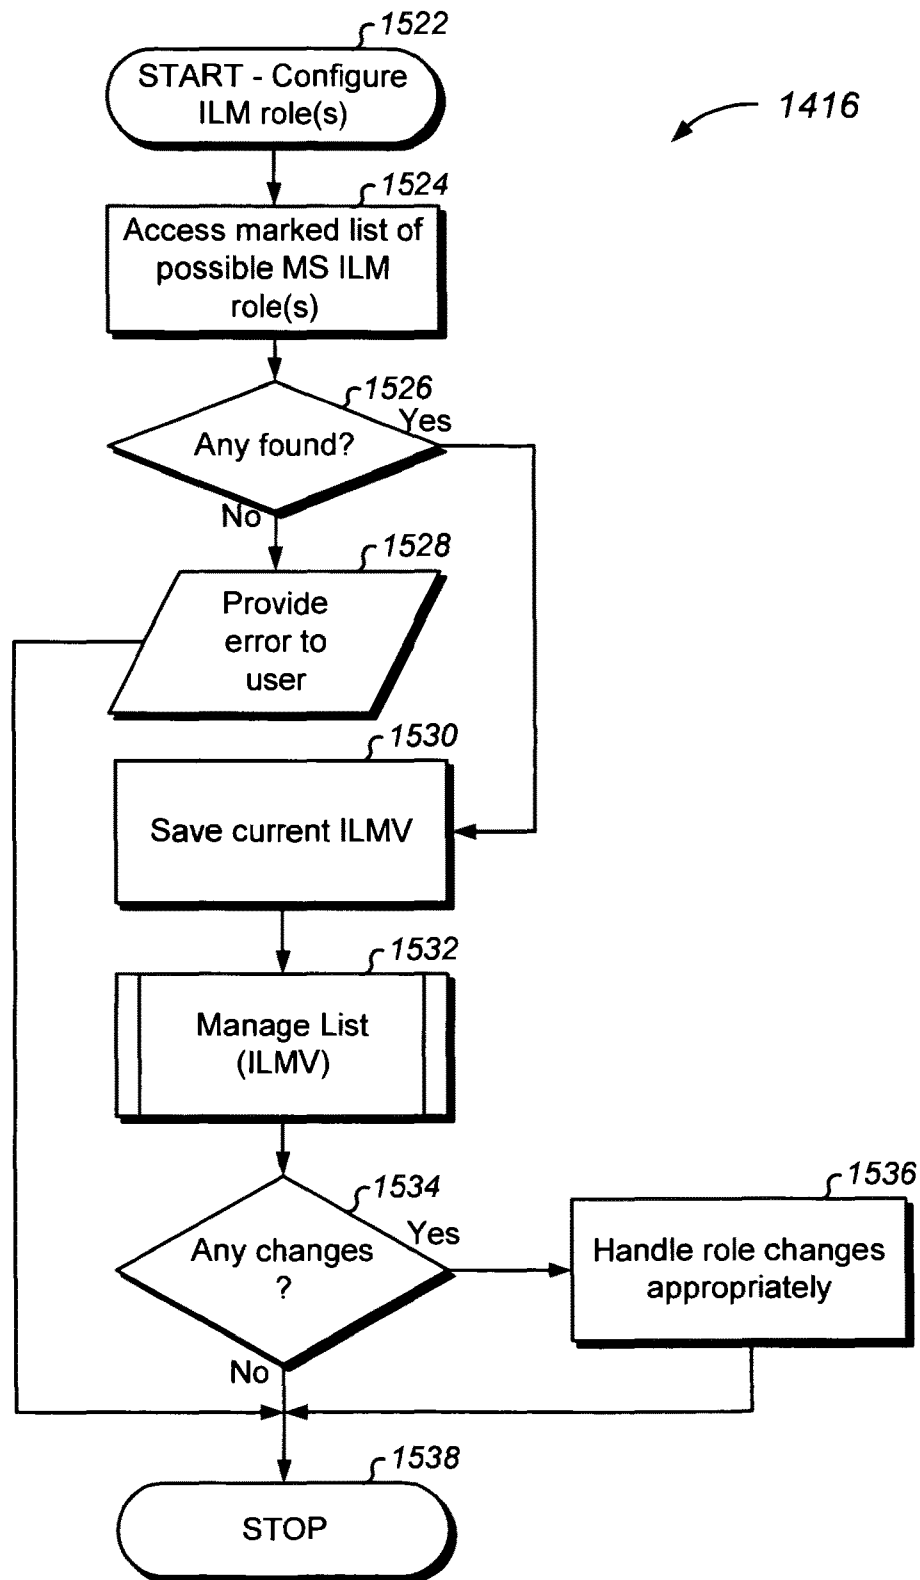 1522
START - Configure
ILM role(s)
1416
1524
Access marked list of
possible MS ILM
role(s)
1526
Yes
Any found?
No
1528
Provide
error to
user
1530
Save current ILMV
1532
Manage List
(ILMV)
1534
Yes
Any changes
?
No
1536
Handle role changes
appropriately
1538
STOP